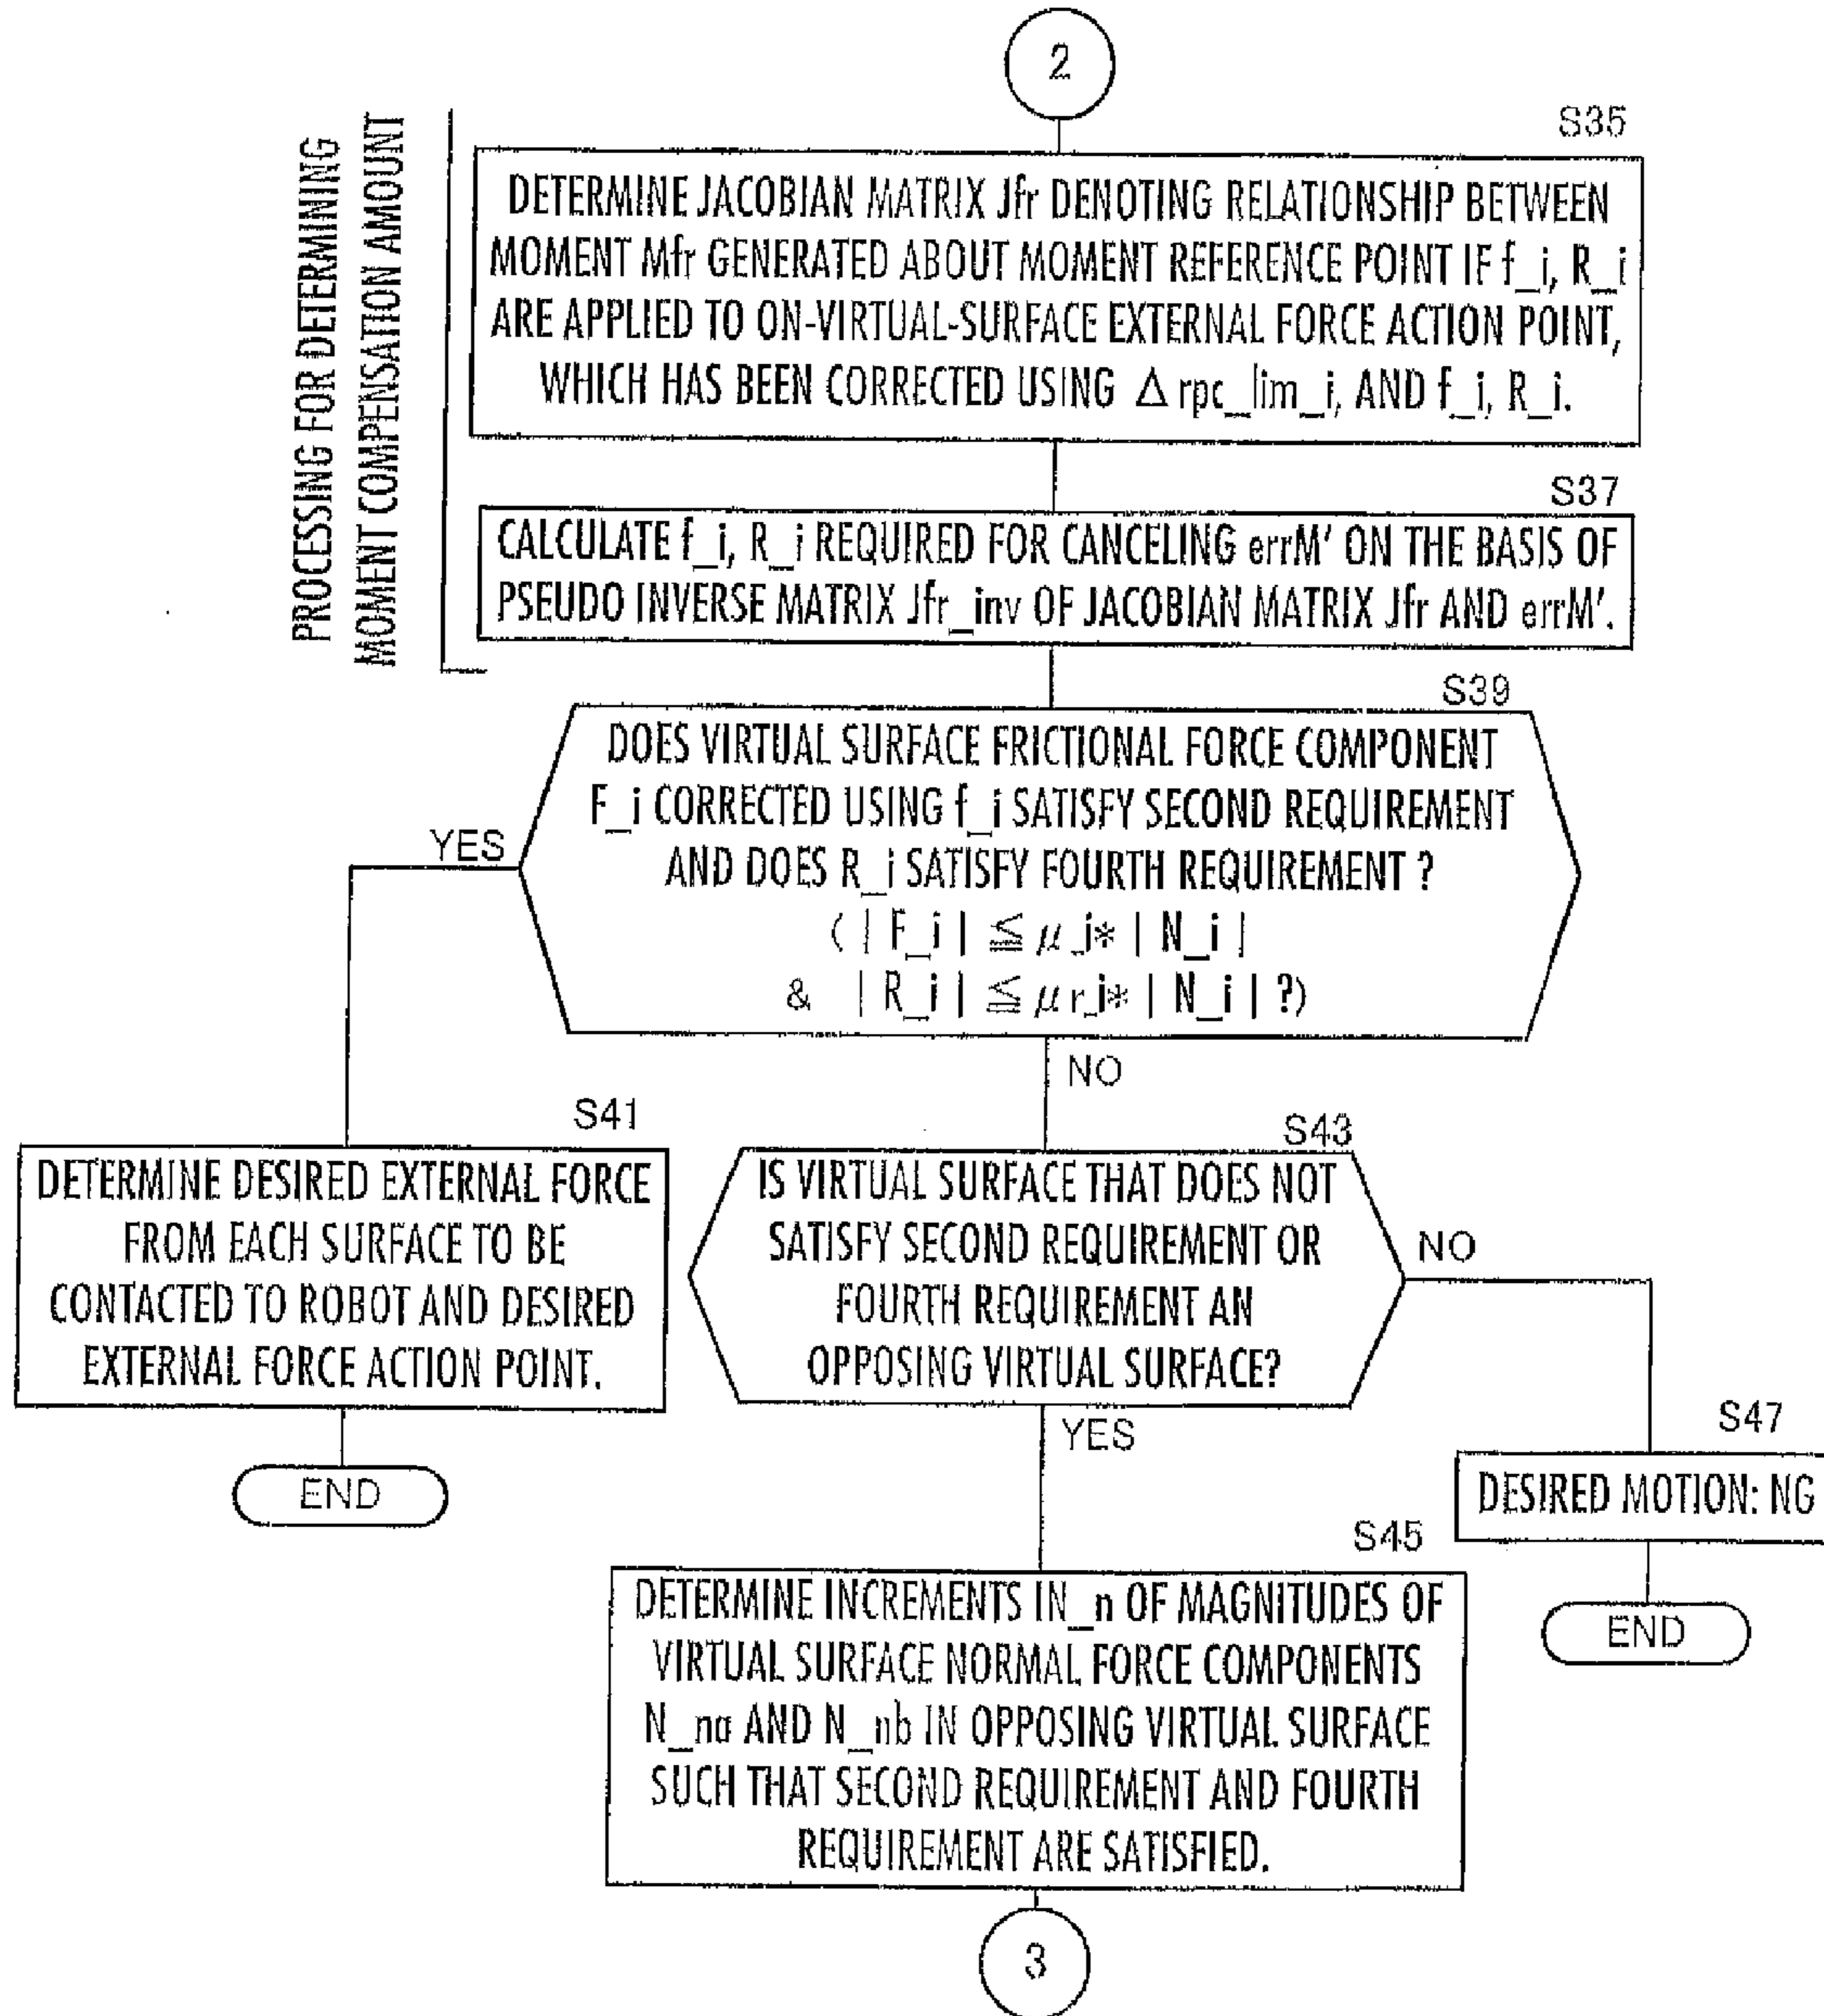 2
PROCESSING FOR DETERMINING
MOMENT COMPENSATION AMOUNT
S35
DETERMINE JACOBIAN MATRIX Jfr DENOTING RELATIONSHIP BETWEEN
MOMENT Mfr GENERATED ABOUT MOMENT REFERENCE POINT IF f_i, R_i
ARE APPLIED TO ON-VIRTUAL-SURFACE EXTERNAL FORCE ACTION POINT,
WHICH HAS BEEN CORRECTED USING Δrpc_lim_i, AND f_i, R_i.
S37
CALCULATE f_i, R_i REQUIRED FOR CANCELING errM' ON THE BASIS OF
PSEUDO INVERSE MATRIX Jfr_inv OF JACOBIAN MATRIX Jfr AND errM'.
S39
DOES VIRTUAL SURFACE FRICTIONAL FORCE COMPONENT
F_i CORRECTED USING f_i SATISFY SECOND REQUIREMENT
AND DOES R_i SATISFY FOURTH REQUIREMENT ?
( | F_i | ≦ μ_i* | N_i |
& | R_i | ≦ μr_i* | N_i | ?)
YES
NO
S41
DETERMINE DESIRED EXTERNAL FORCE
FROM EACH SURFACE TO BE
CONTACTED TO ROBOT AND DESIRED
EXTERNAL FORCE ACTION POINT.
END
S43
IS VIRTUAL SURFACE THAT DOES NOT
SATISFY SECOND REQUIREMENT OR
FOURTH REQUIREMENT AN
OPPOSING VIRTUAL SURFACE?
NO
YES
S47
DESIRED MOTION: NG
END
S45
DETERMINE INCREMENTS IN_n OF MAGNITUDES OF
VIRTUAL SURFACE NORMAL FORCE COMPONENTS
N_na AND N_nb IN OPPOSING VIRTUAL SURFACE
SUCH THAT SECOND REQUIREMENT AND FOURTH
REQUIREMENT ARE SATISFIED.
3